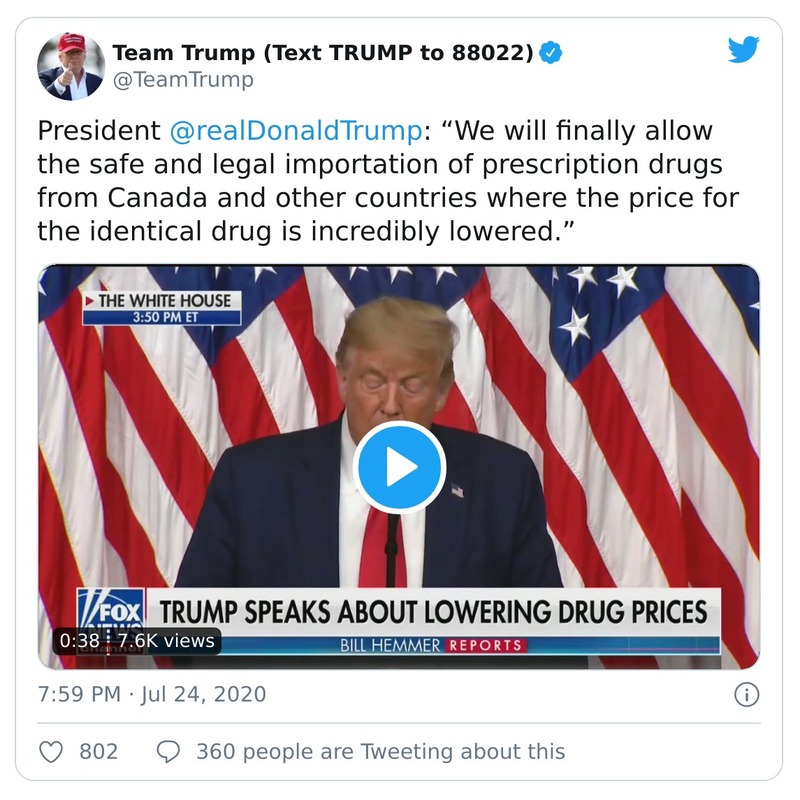 Team Trump (Text TRUMP to 88022)
@TeamTrump
President @realDonaldTrump: “We will finally allow
the safe and legal importation of prescription drugs
from Canada and other countries where the price for
the identical drug is incredibly lowered.”
THE WHITE HOUSE
3:50 PM ET
FOX
NEWS
channel
TRUMP SPEAKS ABOUT LOWERING DRUG PRICES
BILL HEMMER REPORTS
0:38 7.6K views
7:59 PM · Jul 24, 2020
802 360 people are Tweeting about this